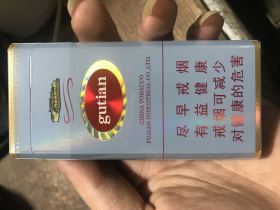 gutian
CHINA TOBACCO
FUJIAN INDUSTRIAL CO.,LTD.
尽早戒烟
有益健康
戒烟可减少
对健康的危害